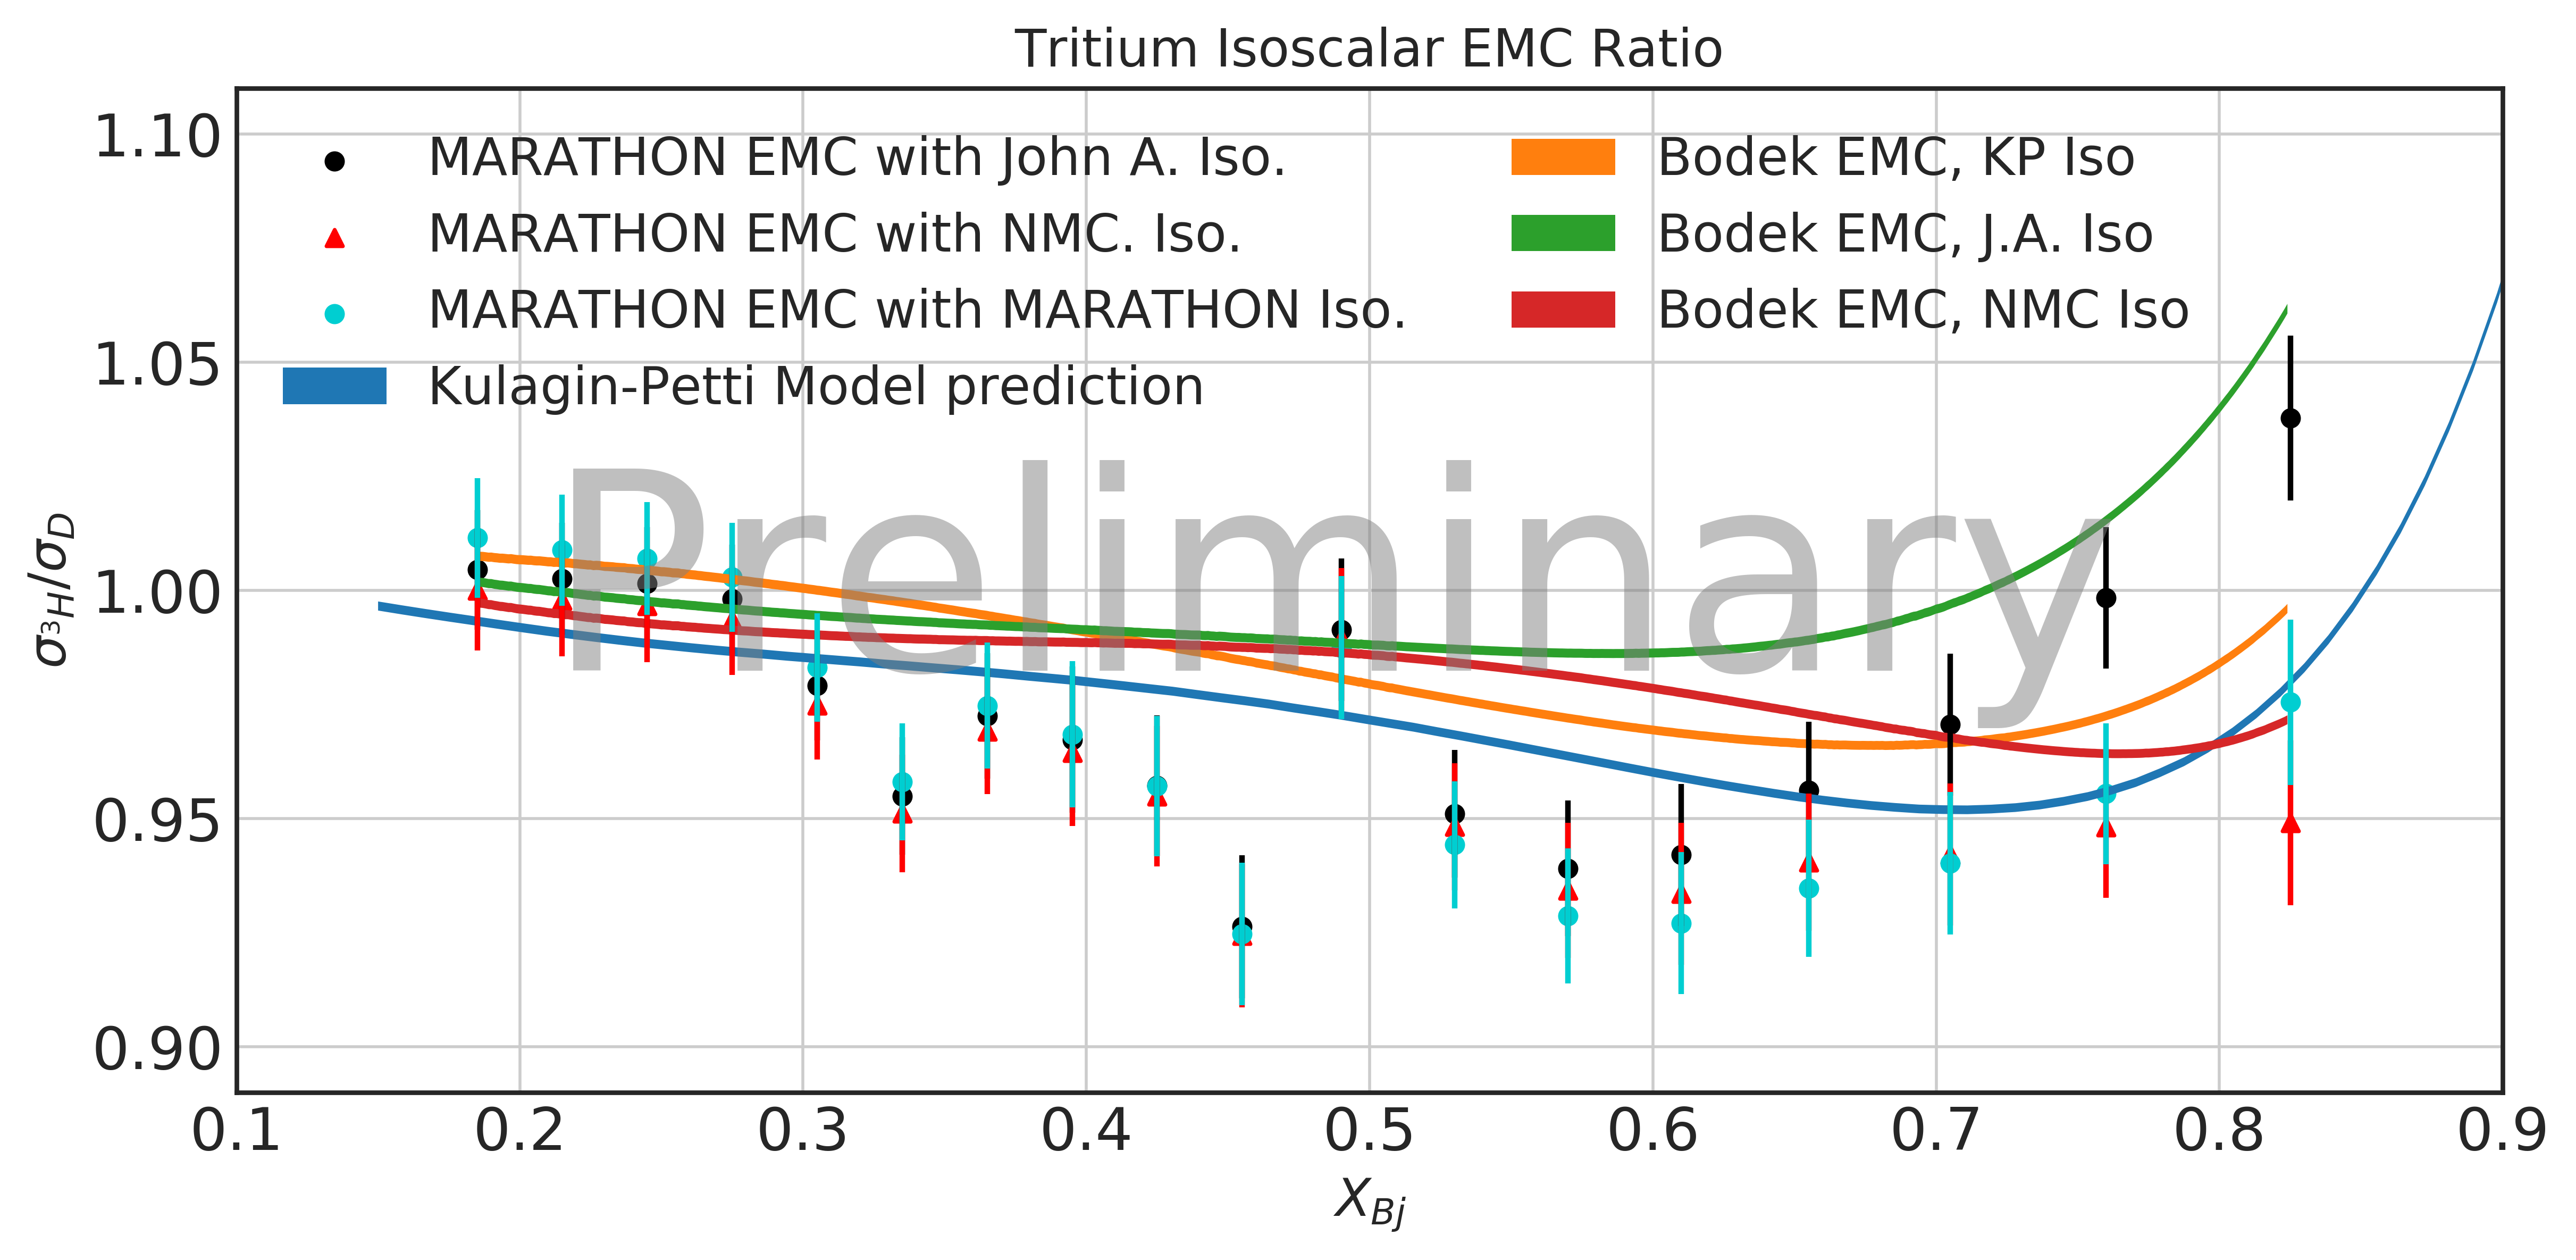 Tritium Isoscalar EMC Ratio
1.10
1.05
1.00
0.95
0.90
σ³H/σD
MARATHON EMC with John A. Iso.
MARATHON EMC with NMC. Iso.
MARATHON EMC with MARATHON Iso.
Kulagin-Petti Model prediction
Bodek EMC, KP Iso
Bodek EMC, J.A. Iso
Bodek EMC, NMC Iso
Preliminary
0.1 0.2 0.3 0.4 0.5 0.6 0.7 0.8 0.9
XBj